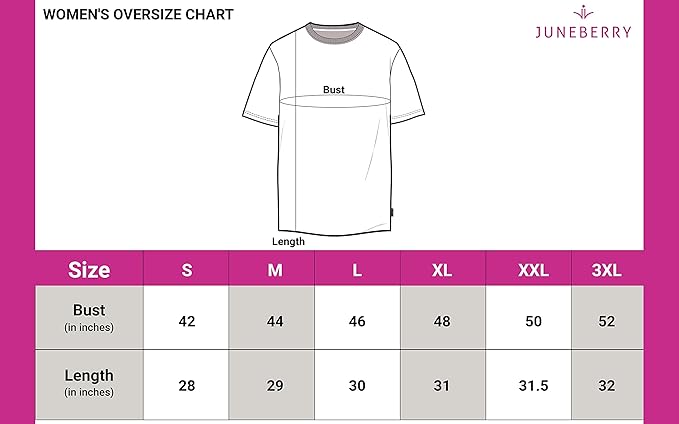 WOMEN'S OVERSIZE CHART
JUNEBERRY
Bust
Length
Size S M L XL XXL 3XL
Bust
(in inches) 42 44 46 48 50 52
Length
(in inches) 28 29 30 31 31.5 32